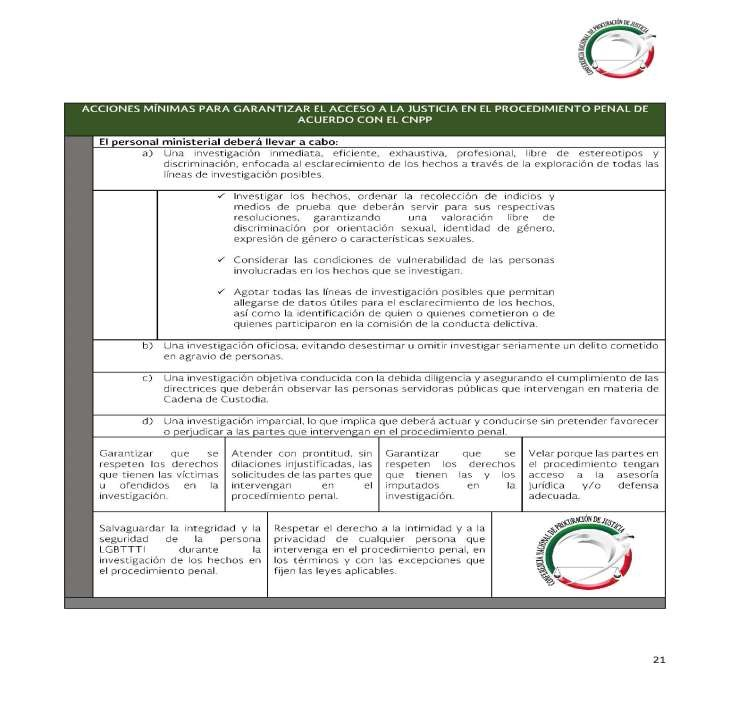 CONFERENCIA NACIONAL DE PROCURACIÓN DE JUSTICIA
ACCIONES MÍNIMAS PARA GARANTIZAR EL ACCESO A LA JUSTICIA EN EL PROCEDIMIENTO PENAL DE
ACUERDO CON EL CNPP
El personal ministerial deberá llevar a cabo:
a) Una investigación inmediata, eficiente, exhaustiva, profesional, libre de estereotipos y
discriminación, enfocada al esclarecimiento de los hechos a través de la exploración de todas las
líneas de investigación posibles.
✓ Investigar los hechos, ordenar la recolección de indicios y
medios de prueba que deberán servir para sus respectivas
resoluciones, garantizando una valoración libre de
discriminación por orientación sexual, identidad de género,
expresión de género o características sexuales.
✓ Considerar las condiciones de vulnerabilidad de las personas
involucradas en los hechos que se investigan.
✓ Agotar todas las líneas de investigación posibles que permitan
allegarse de datos útiles para el esclarecimiento de los hechos,
así como la identificación de quien o quienes cometieron o de
quienes participaron en la comisión de la conducta delictiva.
b) Una investigación oficiosa, evitando desestimar u omitir investigar seriamente un delito cometido
en agravio de personas.
c) Una investigación objetiva conducida con la debida diligencia y asegurando el cumplimiento de las
directrices que deberán observar las personas servidoras públicas que intervengan en materia de
Cadena de Custodia.
d) Una investigación imparcial, lo que implica que deberá actuar y conducirse sin pretender favorecer
o perjudicar a las partes que intervengan en el procedimiento penal.
Garantizar que se
respeten los derechos
que tienen las víctimas
u ofendidos en la
investigación.
Atender con prontitud, sin
dilaciones injustificadas, las
solicitudes de las partes que
intervengan en el
procedimiento penal.
Garantizar que se
respeten los derechos
que tienen las y los
imputados en la
investigación.
Velar porque las partes en
el procedimiento tengan
acceso a la asesoría
jurídica y/o defensa
adecuada.
Salvaguardar la integridad y la
seguridad de la persona
LGBTTTI durante la
investigación de los hechos en
el procedimiento penal.
Respetar el derecho a la intimidad y a la
privacidad de cualquier persona que
intervenga en el procedimiento penal, en
los términos y con las excepciones que
fijen las leyes aplicables.
CONFERENCIA NACIONAL DE PROCURACIÓN DE JUSTICIA
21